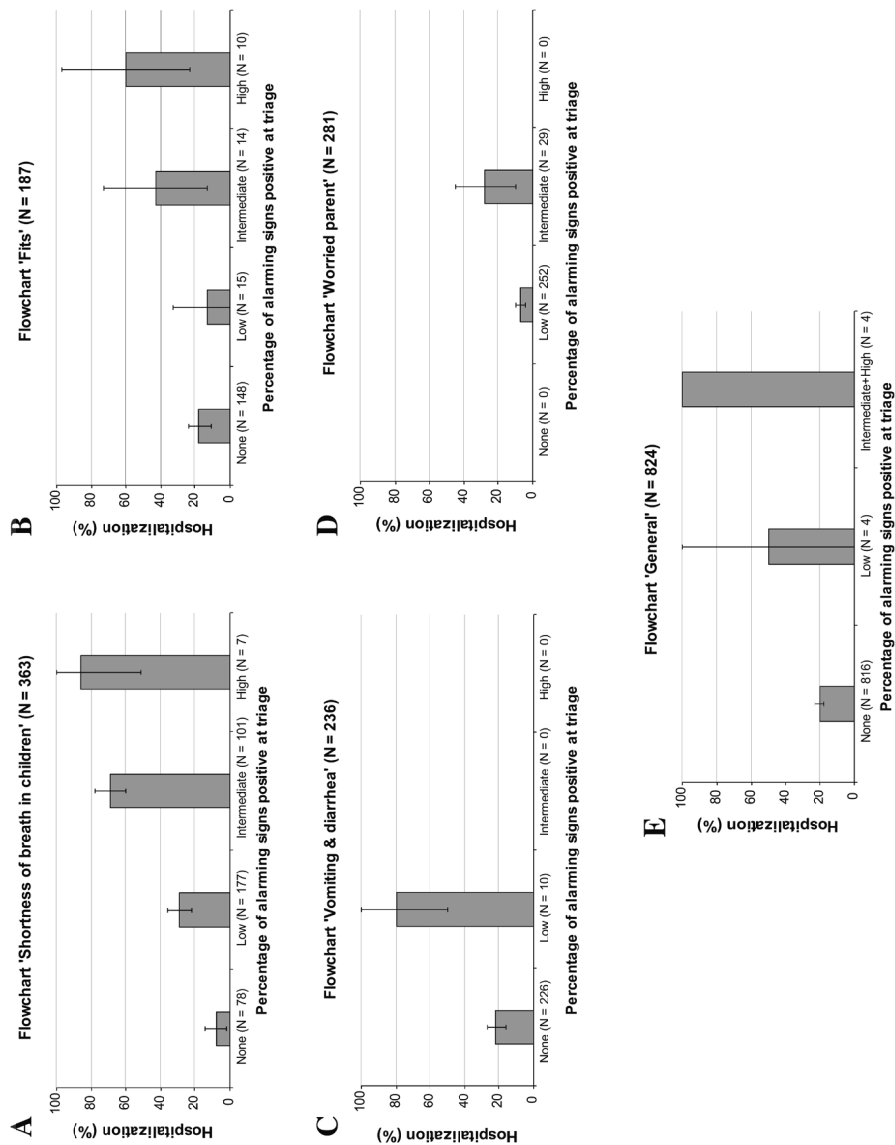 A
Flowchart 'Shortness of breath in children' (N = 363)
Hospitalization (%)
100
80
60
40
20
0
None (N = 78)
Low (N = 177)
Intermediate (N = 101)
High (N = 7)
Percentage of alarming signs positive at triage
B
Flowchart 'Fits' (N = 187)
Hospitalization (%)
100
80
60
40
20
0
None (N = 148)
Low (N = 15)
Intermediate (N = 14)
High (N = 10)
Percentage of alarming signs positive at triage
C
Flowchart 'Vomiting & diarrhea' (N = 236)
Hospitalization (%)
100
80
60
40
20
0
None (N = 226)
Low (N = 10)
Intermediate (N = 0)
High (N = 0)
Percentage of alarming signs positive at triage
D
Flowchart 'Worried parent' (N = 281)
Hospitalization (%)
100
80
60
40
20
0
None (N = 0)
Low (N = 252)
Intermediate (N = 29)
High (N = 0)
Percentage of alarming signs positive at triage
E
Flowchart 'General' (N = 824)
Hospitalization (%)
100
80
60
40
20
0
None (N = 816)
Low (N = 4)
Intermediate+High (N = 4)
Percentage of alarming signs positive at triage